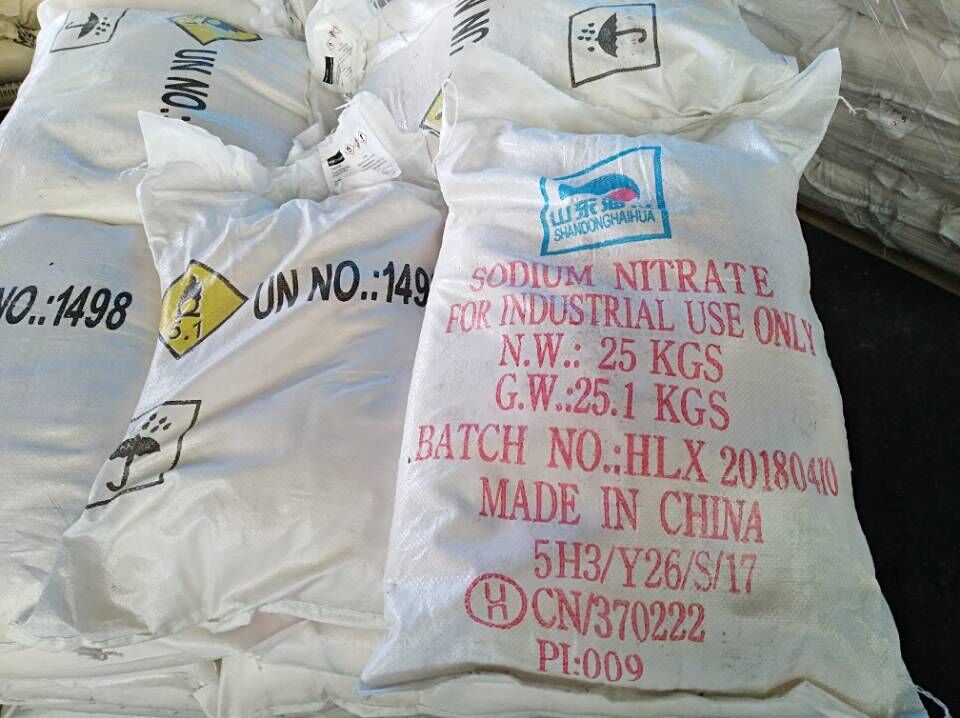 UN NO.:
NO.:1498
UN NO.:149
5.1
山东海
SHANDONGHAIHUA
SODIUM NITRATE
FOR INDUSTRIAL USE ONLY
N.W.: 25 KGS
G.W.:25.1 KGS
BATCH NO.:HLX 20180410
MADE IN CHINA
5H3/Y26/S/17
CN/370222
PI:009